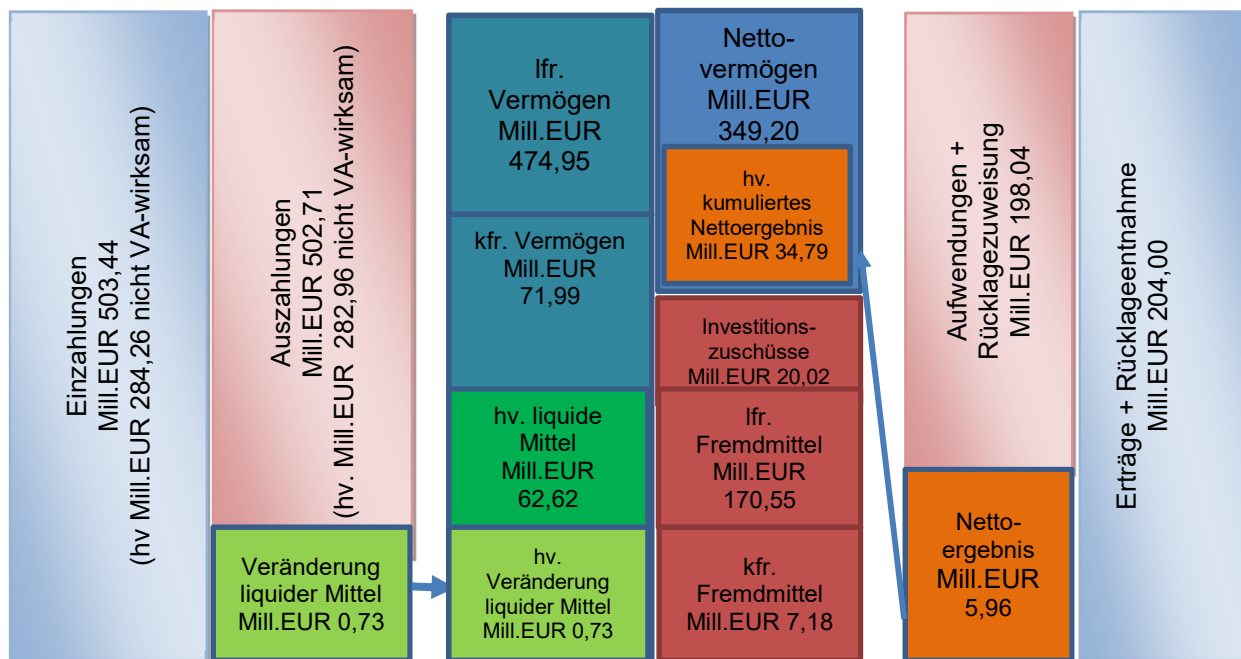 Einzahlungen
Mill.EUR 503,44
(hv Mill.EUR 284,26 nicht VA-wirksam)
Auszahlungen
Mill.EUR 502,71
(hv. Mill.EUR 282,96 nicht VA-wirksam)
Veränderung
liquider Mittel
Mill.EUR 0,73
lfr.
Vermögen
Mill.EUR
474,95
kfr. Vermögen
Mill.EUR
71,99
hv. liquide
Mittel
Mill.EUR
62,62
hv.
Veränderung
liquider Mittel
Mill.EUR 0,73
Netto-
vermögen
Mill.EUR
349,20
hv.
kumuliertes
Nettoergebnis
Mill.EUR 34,79
Investitions-
zuschüsse
Mill.EUR 20,02
lfr.
Fremdmittel
Mill.EUR
170,55
kfr.
Fremdmittel
Mill.EUR 7,18
Aufwendungen +
Rücklagezuweisung
Mill.EUR 198,04
Netto-
ergebnis
Mill.EUR
5,96
Erträge + Rücklagenentnahme
Mill.EUR 204,00